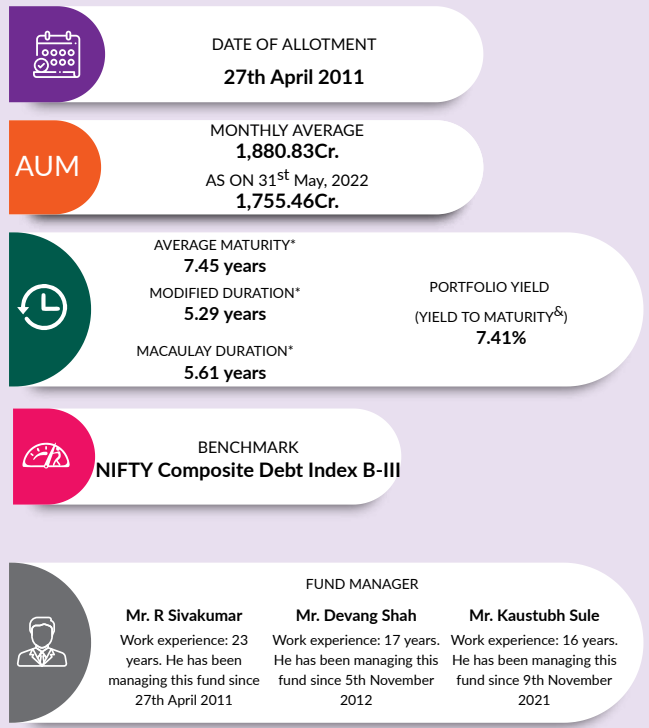 DATE OF ALLOTMENT
27th April 2011
AUM
MONTHLY AVERAGE
1,880.83Cr.
AS ON 31st May, 2022
1,755.46Cr.
AVERAGE MATURITY*
7.45 years
MODIFIED DURATION*
5.29 years
MACAULAY DURATION*
5.61 years
PORTFOLIO YIELD
(YIELD TO MATURITY&)
7.41%
BENCHMARK
NIFTY Composite Debt Index B-III
FUND MANAGER
Mr. R Sivakumar
Work experience: 23
years. He has been
managing this fund since
27th April 2011
Mr. Devang Shah
Work experience: 17 years.
He has been managing this
fund since 5th November
2012
Mr. Kaustubh Sule
Work experience: 16 years.
He has been managing this
fund since 9th November
2021